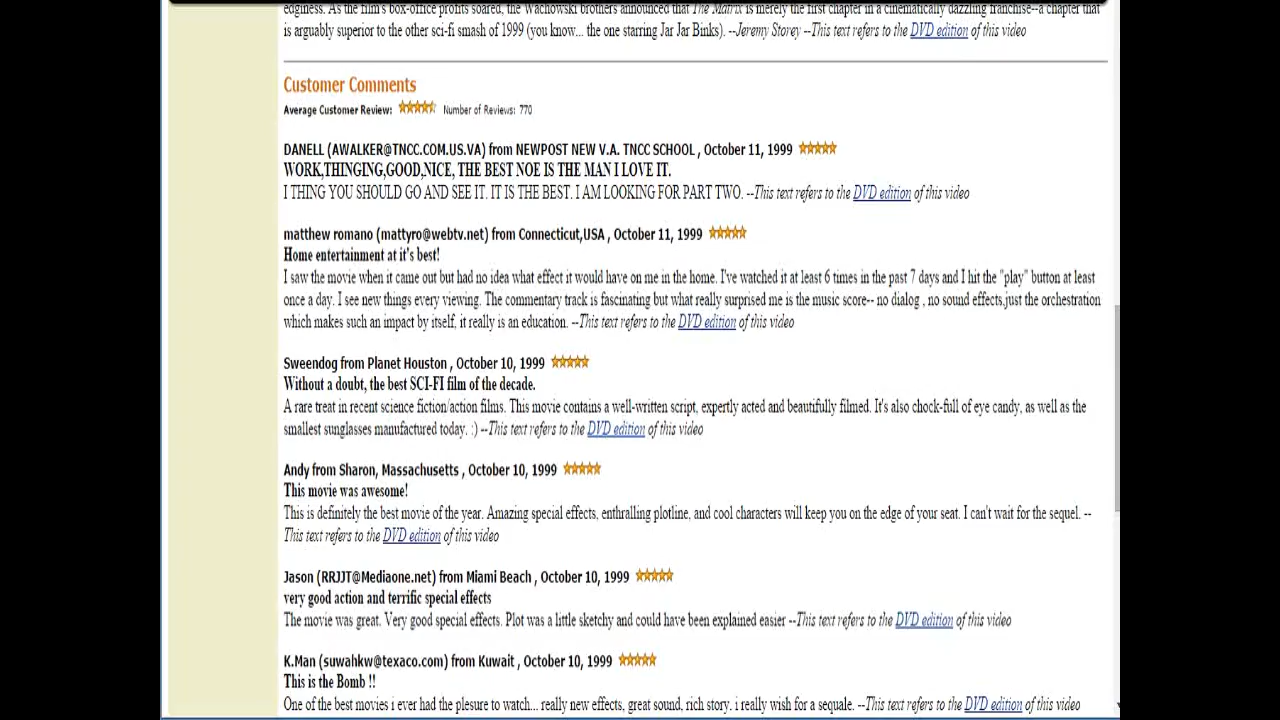 edginess. As the film's box-office profits soared, the Wachowski brothers announced that The Matrix is merely the first chapter in a cinematically dazzling franchise--a chapter that
is arguably superior to the other sci-fi smash of 1999 (you know... the one starring Jar Jar Binks). --Jeremy Storey --This text refers to the DVD edition of this video
Customer Comments
Average Customer Review: Number of Reviews: 770
DANELL (AWALKER@TNCC.COM.US.VA) from NEWPOST NEW V.A. TNCC SCHOOL , October 11, 1999
WORK,THINGING,GOOD,NICE, THE BEST NOE IS THE MAN I LOVE IT.
I THING YOU SHOULD GO AND SEE IT. IT IS THE BEST. I AM LOOKING FOR PART TWO. --This text refers to the DVD edition of this video
matthew romano (mattyro@webtv.net) from Connecticut,USA , October 11, 1999
Home entertainment at it's best!
I saw the movie when it came out but had no idea what effect it would have on me in the home. I've watched it at least 6 times in the past 7 days and I hit the "play" button at least
once a day. I see new things every viewing. The commentary track is fascinating but what really surprised me is the music score-- no dialog , no sound effects,just the orchestration
which makes such an impact by itself, it really is an education. --This text refers to the DVD edition of this video
Sweendog from Planet Houston , October 10, 1999
Without a doubt, the best SCI-FI film of the decade.
A rare treat in recent science fiction/action films. This movie contains a well-written script, expertly acted and beautifully filmed. It's also chock-full of eye candy, as well as the
smallest sunglasses manufactured today. :) --This text refers to the DVD edition of this video
Andy from Sharon, Massachusetts , October 10, 1999
This movie was awesome!
This is definitely the best movie of the year. Amazing special effects, enthralling plotline, and cool characters will keep you on the edge of your seat. I can't wait for the sequel. --
This text refers to the DVD edition of this video
Jason (RRJJT@Mediaone.net) from Miami Beach , October 10, 1999
very good action and terrific special effects
The movie was great. Very good special effects. Plot was a little sketchy and could have been explained easier --This text refers to the DVD edition of this video
K.Man (suwahkw@texaco.com) from Kuwait , October 10, 1999
This is the Bomb !!
One of the best movies i ever had the plesure to watch... really new effects, great sound, rich story. i really wish for a sequale. --This text refers to the DVD edition of this video